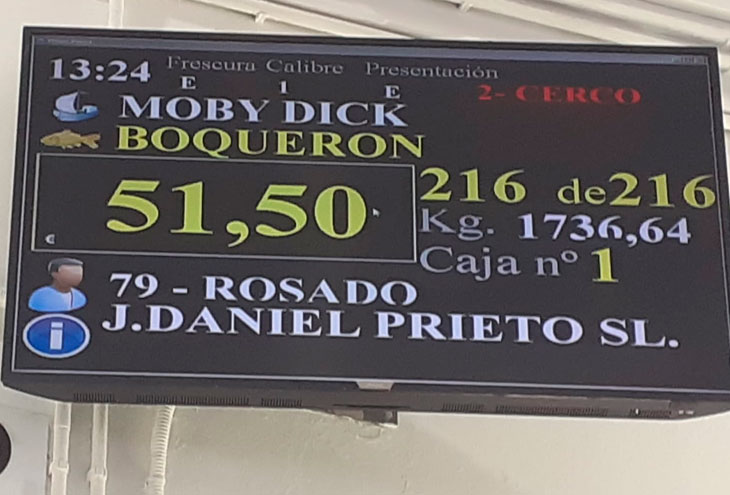 13:24 Frescura Calibre Presentación
E 1 E 2- CERCO
MOBY DICK
BOQUERON
51,50 216 de216
€ Kg. 1736,64
Caja nº 1
79 - ROSADO
J.DANIEL PRIETO SL.